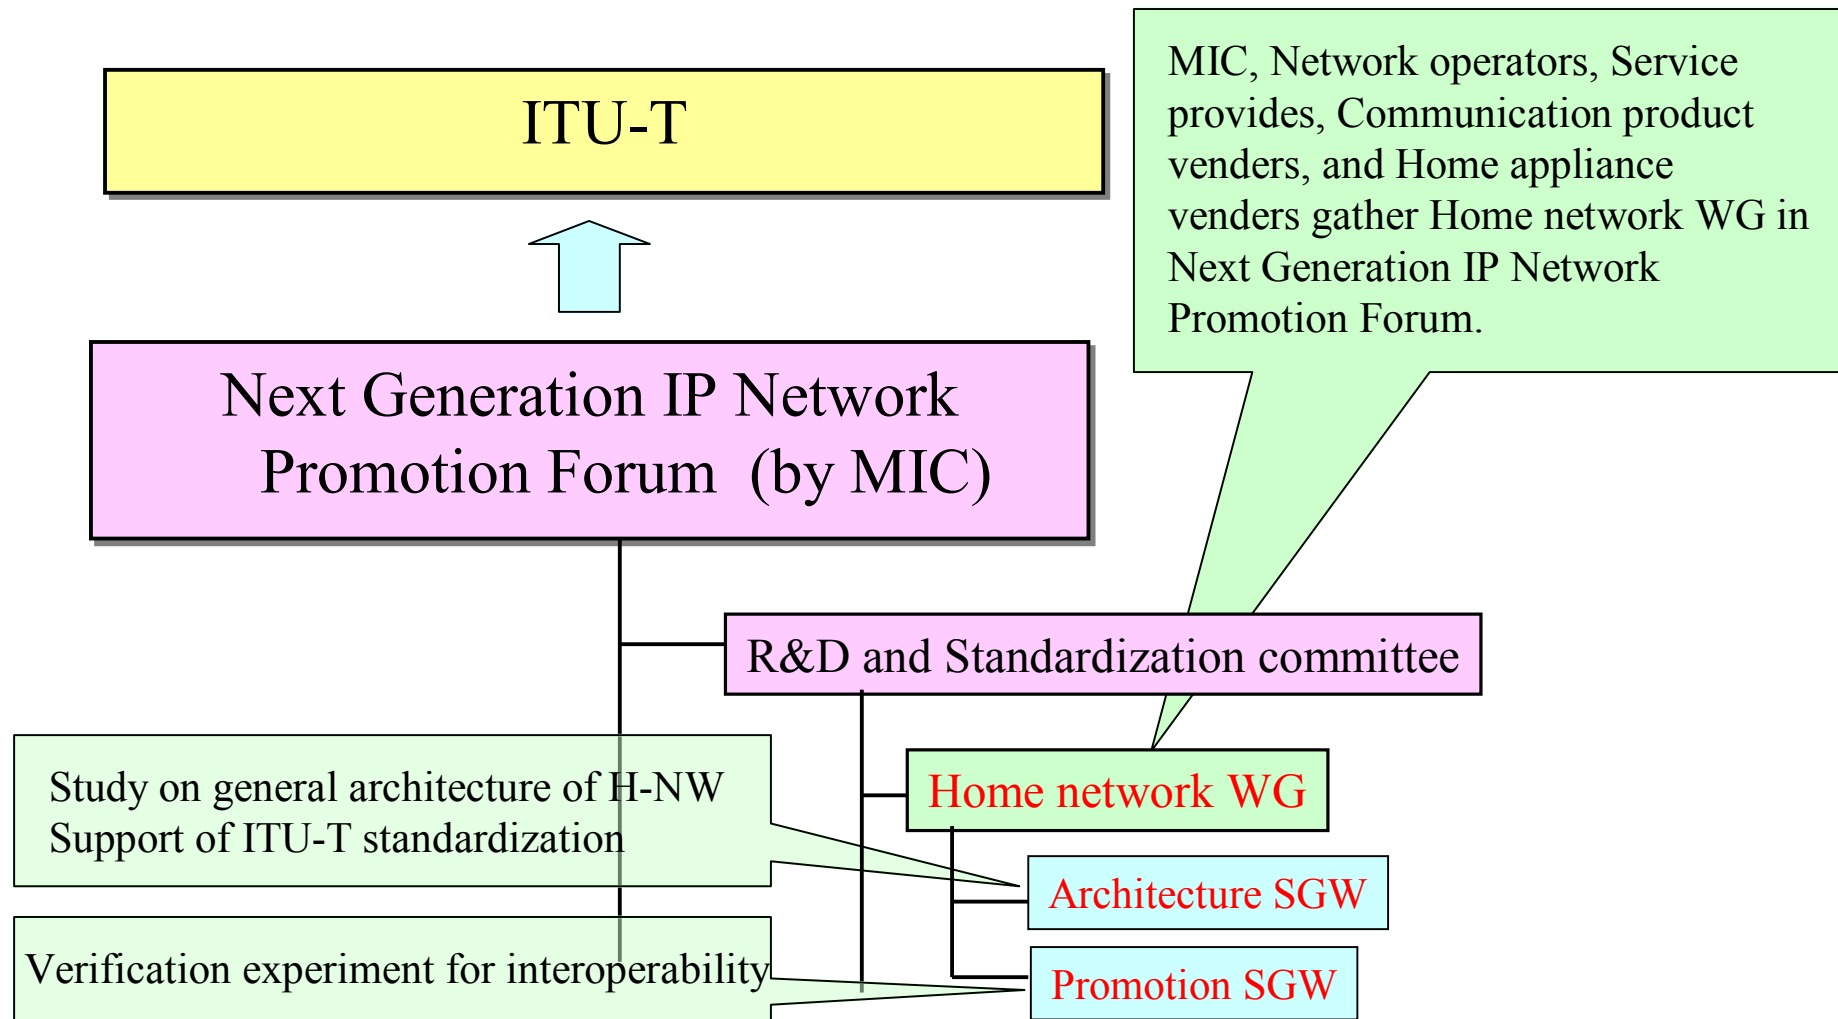 ITU-T
MIC, Network operators, Service
provides, Communication product
venders, and Home appliance
venders gather Home network WG in
Next Generation IP Network
Promotion Forum.
Next Generation IP Network
Promotion Forum (by MIC)
R&D and Standardization committee
Home network WG
Study on general architecture of H-NW
Support of ITU-T standardization
Architecture SGW
Verification experiment for interoperability
Promotion SGW